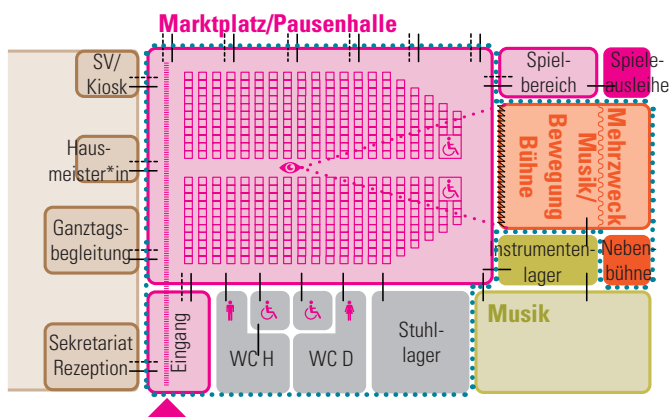 Marktplatz/Pausenhalle
SV/
Kiosk
Spiel-
bereich
Spiele-
ausleihe
Haus-
meister*in
Mehrzweck
Musik/
Bewegung
Bühne
Ganztags-
begleitung
Instrumenten-
lager
Neben-
bühne
Sekretariat
Rezeption
Eingang
WC H
WC D
Stuhl-
lager
Musik